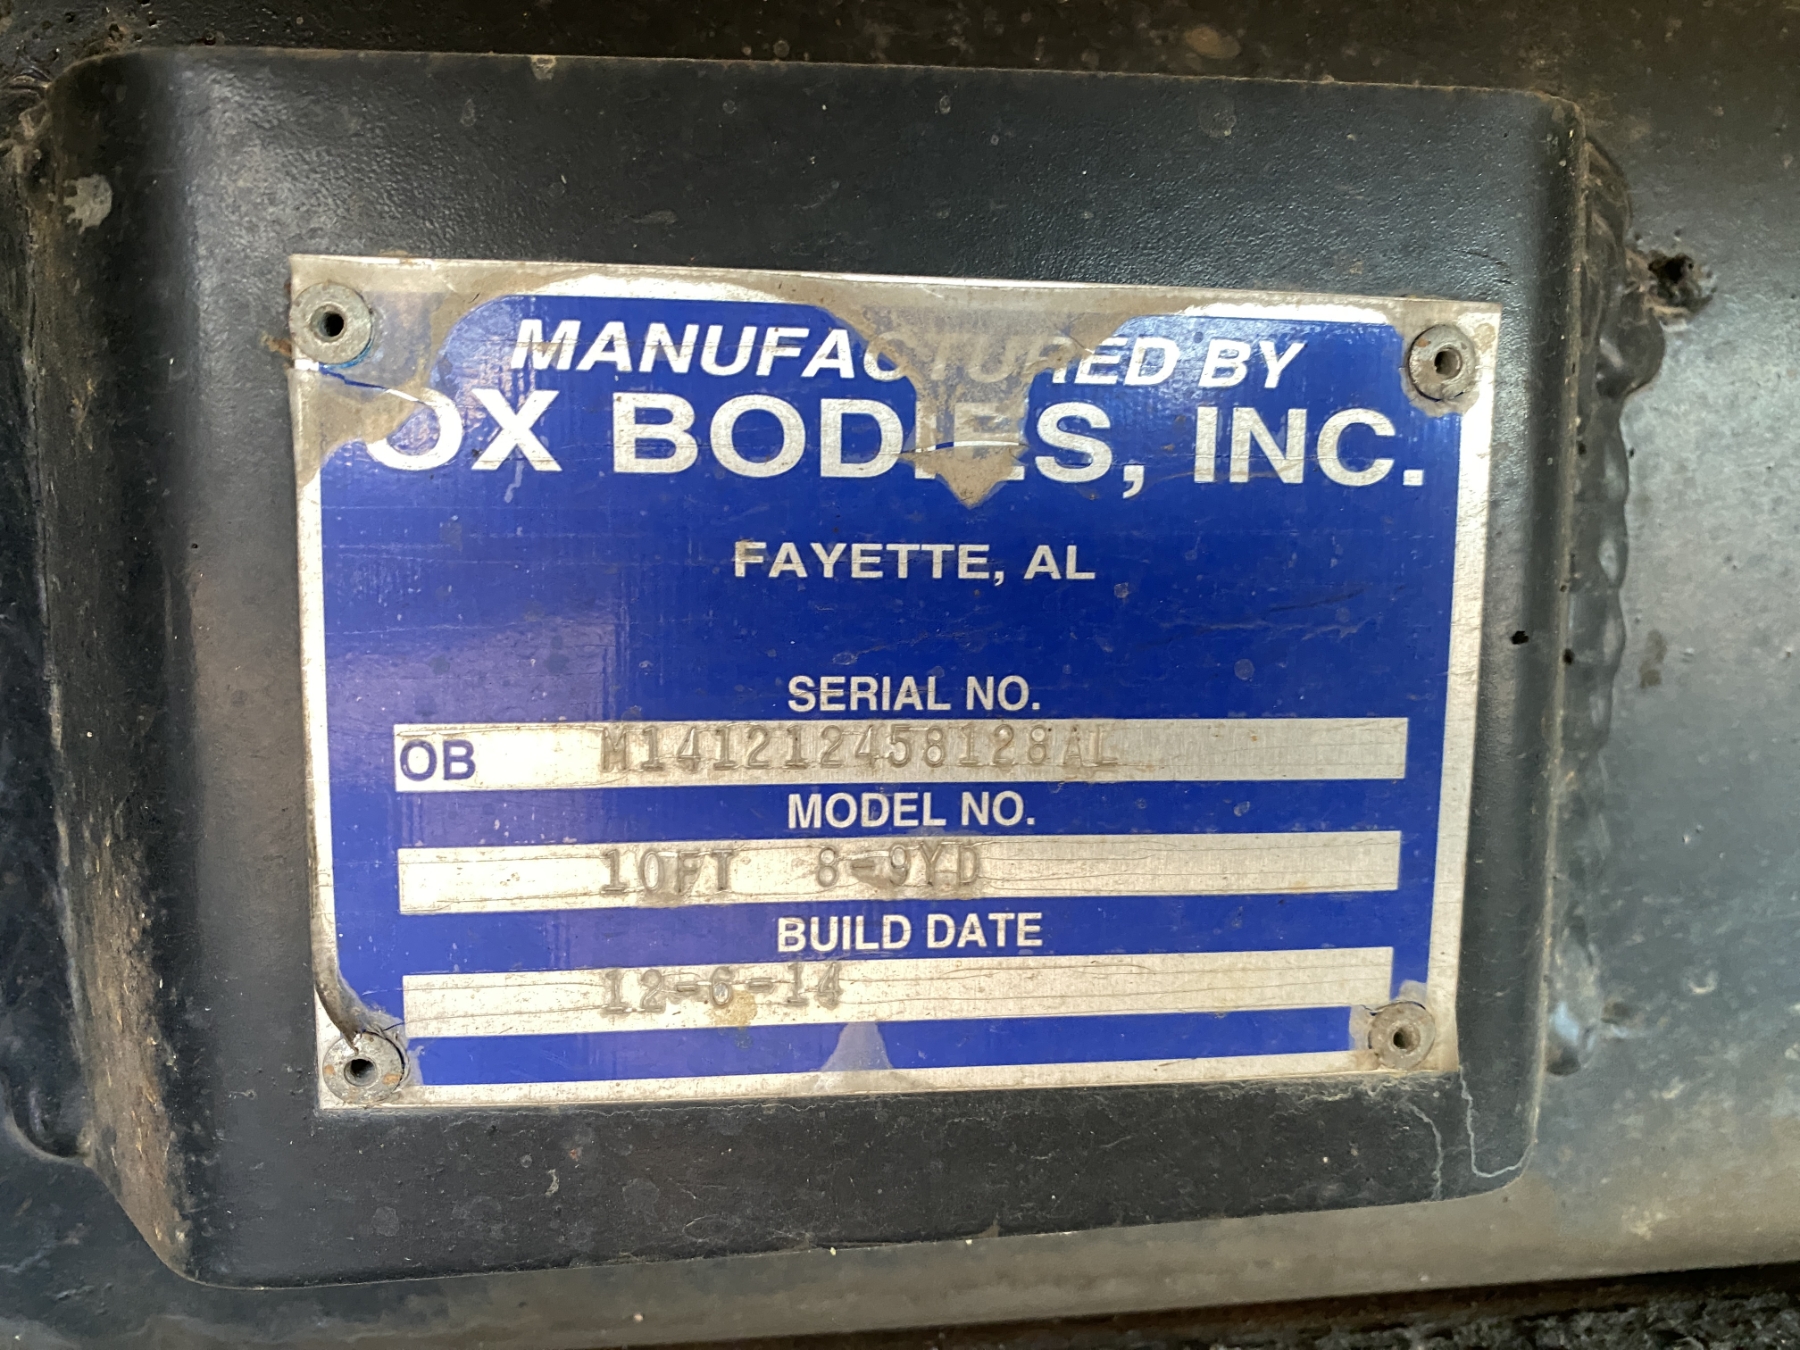 MANUFACTURED BY
OX BODIES, INC.
FAYETTE, AL
SERIAL NO.
OB M141212458128AL
MODEL NO.
10FT 8-9YD
BUILD DATE
12-6-14